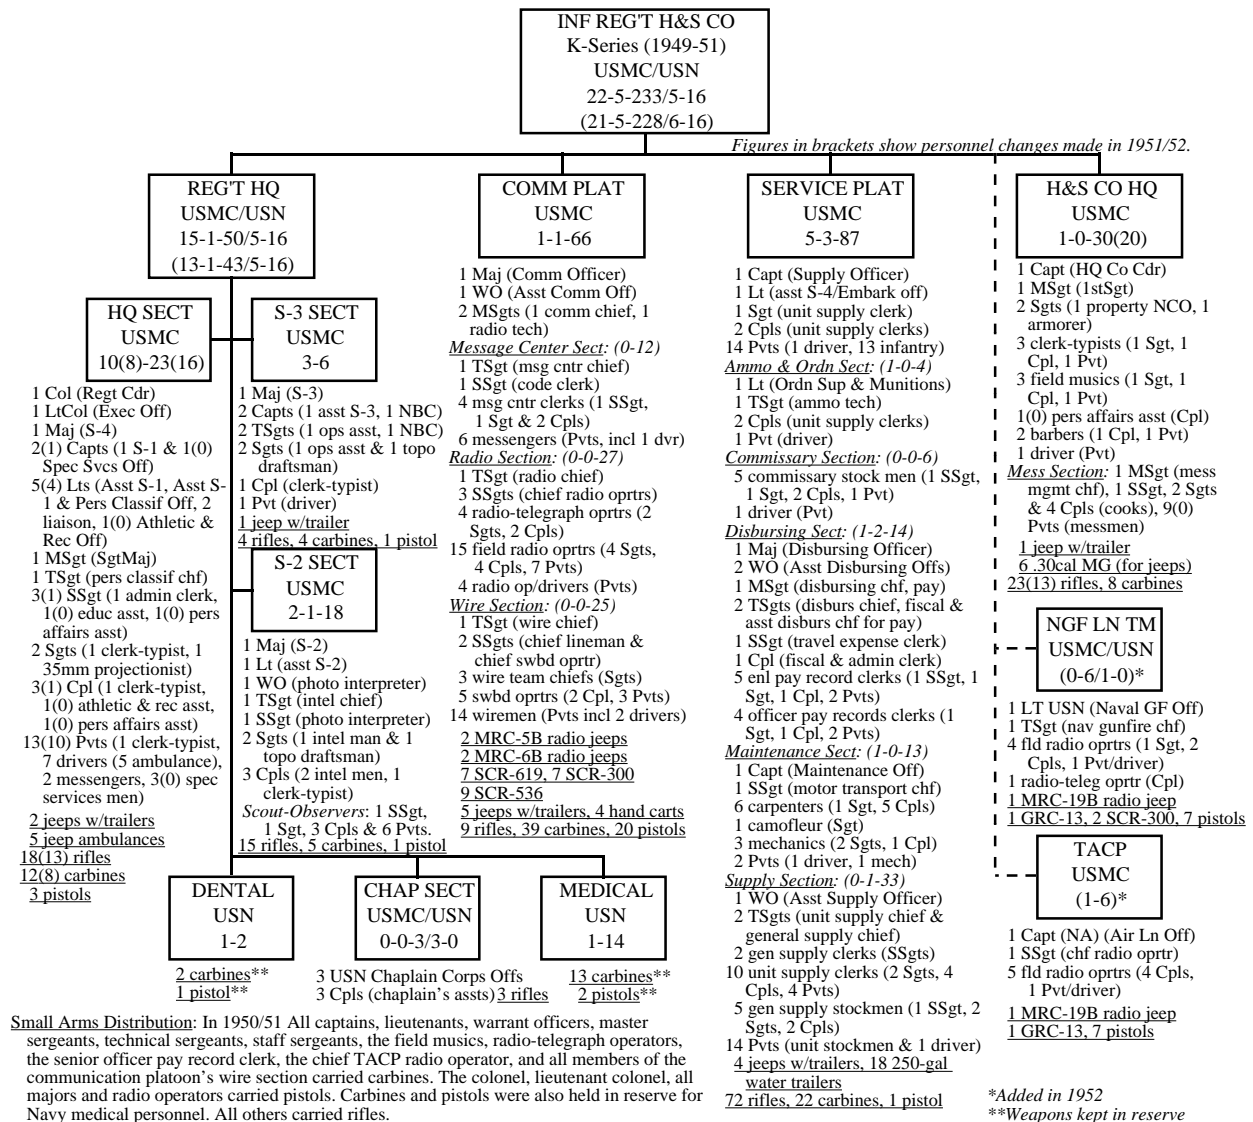 INF REG'T H&S CO
K-Series (1949-51)
USMC/USN
22-5-233/5-16
(21-5-228/6-16)
Figures in brackets show personnel changes made in 1951/52.
REG'T HQ
USMC/USN
15-1-50/5-16
(13-1-43/5-16)
HQ SECT
USMC
10(8)-23(16)
1 Col (Regt Cdr)
1 LtCol (Exec Off)
1 Maj (S-4)
2(1) Capts (1 S-1 & 1(0)
Spec Svcs Off)
5(4) Lts (Asst S-1, Asst S-
1 & Pers Classif Off, 2
liaison, 1(0) Athletic &
Rec Off)
1 MSgt (SgtMaj)
1 TSgt (pers classif chf)
3(1) SSgt (1 admin clerk,
1(0) educ asst, 1(0) pers
affairs asst)
2 Sgts (1 clerk-typist, 1
35mm projectionist)
3(1) Cpl (1 clerk-typist,
1(0) athletic & rec asst,
1(0) pers affairs asst)
13(10) Pvts (1 clerk-typist,
7 drivers (5 ambulance),
2 messengers, 3(0) spec
services men)
2 jeeps w/trailers
5 jeep ambulances
18(13) rifles
12(8) carbines
3 pistols
S-3 SECT
USMC
3-6
1 Maj (S-3)
2 Capts (1 asst S-3, 1 NBC)
2 TSgts (1 ops asst, 1 NBC)
2 Sgts (1 ops asst & 1 topo
draftsman)
1 Cpl (clerk-typist)
1 Pvt (driver)
1 jeep w/trailer
4 rifles, 4 carbines, 1 pistol
S-2 SECT
USMC
2-1-18
1 Maj (S-2)
1 Lt (asst S-2)
1 WO (photo interpreter)
1 TSgt (intel chief)
1 SSgt (photo interpreter)
2 Sgts (1 intel man & 1
topo draftsman)
3 Cpls (2 intel men, 1
clerk-typist)
Scout-Observers: 1 SSgt,
1 Sgt, 3 Cpls & 6 Pvts.
15 rifles, 5 carbines, 1 pistol
DENTAL
USN
1-2
2 carbines**
1 pistol**
CHAP SECT
USMC/USN
0-0-3/3-0
3 USN Chaplain Corps Offs
3 Cpls (chaplain's assts) 3 rifles
MEDICAL
USN
1-14
13 carbines**
2 pistols**
COMM PLAT
USMC
1-1-66
1 Maj (Comm Officer)
1 WO (Asst Comm Off)
2 MSgts (1 comm chief, 1
radio tech)
Message Center Sect: (0-12)
1 TSgt (msg cntr chief)
1 SSgt (code clerk)
4 msg cntr clerks (1 SSgt,
1 Sgt & 2 Cpls)
6 messengers (Pvts, incl 1 dvr)
Radio Section: (0-0-27)
1 TSgt (radio chief)
3 SSgts (chief radio oprtrs)
4 radio-telegraph oprtrs (2
Sgts, 2 Cpls)
15 field radio oprtrs (4 Sgts,
4 Cpls, 7 Pvts)
4 radio op/drivers (Pvts)
Wire Section: (0-0-25)
1 TSgt (wire chief)
2 SSgts (chief lineman &
chief swbd oprtr)
3 wire team chiefs (Sgts)
5 swbd oprtrs (2 Cpl, 3 Pvts)
14 wiremen (Pvts incl 2 drivers)
2 MRC-5B radio jeeps
2 MRC-6B radio jeeps
7 SCR-619, 7 SCR-300
9 SCR-536
5 jeeps w/trailers, 4 hand carts
9 rifles, 39 carbines, 20 pistols
SERVICE PLAT
USMC
5-3-87
1 Capt (Supply Officer)
1 Lt (asst S-4/Embark off)
1 Sgt (unit supply clerk)
2 Cpls (unit supply clerks)
14 Pvts (1 driver, 13 infantry)
Ammo & Ordn Sect: (1-0-4)
1 Lt (Ordn Sup & Munitions)
1 TSgt (ammo tech)
2 Cpls (unit supply clerks)
1 Pvt (driver)
Commissary Section: (0-0-6)
5 commissary stock men (1 SSgt,
1 Sgt, 2 Cpls, 1 Pvt)
1 driver (Pvt)
Disbursing Sect: (1-2-14)
1 Maj (Disbursing Officer)
2 WO (Asst Disbursing Offs)
1 MSgt (disbursing chf, pay)
2 TSgts (disburs chief, fiscal &
asst disburs chf for pay)
1 SSgt (travel expense clerk)
1 Cpl (fiscal & admin clerk)
5 enl pay record clerks (1 SSgt, 1
Sgt, 1 Cpl, 2 Pvts)
4 officer pay records clerks (1
Sgt, 1 Cpl, 2 Pvts)
Maintenance Sect: (1-0-13)
1 Capt (Maintenance Off)
1 SSgt (motor transport chf)
6 carpenters (1 Sgt, 5 Cpls)
1 camofleur (Sgt)
3 mechanics (2 Sgts, 1 Cpl)
2 Pvts (1 driver, 1 mech)
Supply Section: (0-1-33)
1 WO (Asst Supply Officer)
2 TSgts (unit supply chief &
general supply chief)
2 gen supply clerks (SSgts)
10 unit supply clerks (2 Sgts, 4
Cpls, 4 Pvts)
5 gen supply stockmen (1 SSgt, 2
Sgts, 2 Cpls)
14 Pvts (unit stockmen & 1 driver)
4 jeeps w/trailers, 18 250-gal
water trailers
72 rifles, 22 carbines, 1 pistol
H&S CO HQ
USMC
1-0-30(20)
1 Capt (HQ Co Cdr)
1 MSgt (1stSgt)
2 Sgts (1 property NCO, 1
armorer)
3 clerk-typists (1 Sgt, 1
Cpl, 1 Pvt)
3 field musics (1 Sgt, 1
Cpl, 1 Pvt)
1(0) pers affairs asst (Cpl)
2 barbers (1 Cpl, 1 Pvt)
1 driver (Pvt)
Mess Section: 1 MSgt (mess
mgmt chf), 1 SSgt, 2 Sgts
& 4 Cpls (cooks), 9(0)
Pvts (messmen)
1 jeep w/trailer
6 .30cal MG (for jeeps)
23(13) rifles, 8 carbines
NGF LN TM
USMC/USN
(0-6/1-0)*
1 LT USN (Naval GF Off)
1 TSgt (nav gunfire chf)
4 fld radio oprtrs (1 Sgt, 2
Cpls, 1 Pvt/driver)
1 radio-teleg oprtr (Cpl)
1 MRC-19B radio jeep
1 GRC-13, 2 SCR-300, 7 pistols
TACP
USMC
(1-6)*
1 Capt (NA) (Air Ln Off)
1 SSgt (chf radio oprtr)
5 fld radio oprtrs (4 Cpls,
1 Pvt/driver)
1 MRC-19B radio jeep
1 GRC-13, 7 pistols
Small Arms Distribution: In 1950/51 All captains, lieutenants, warrant officers, master
sergeants, technical sergeants, staff sergeants, the field musics, radio-telegraph operators,
the senior officer pay record clerk, the chief TACP radio operator, and all members of the
communication platoon's wire section carried carbines. The colonel, lieutenant colonel, all
majors and radio operators carried pistols. Carbines and pistols were also held in reserve for
Navy medical personnel. All others carried rifles.
*Added in 1952
**Weapons kept in reserve